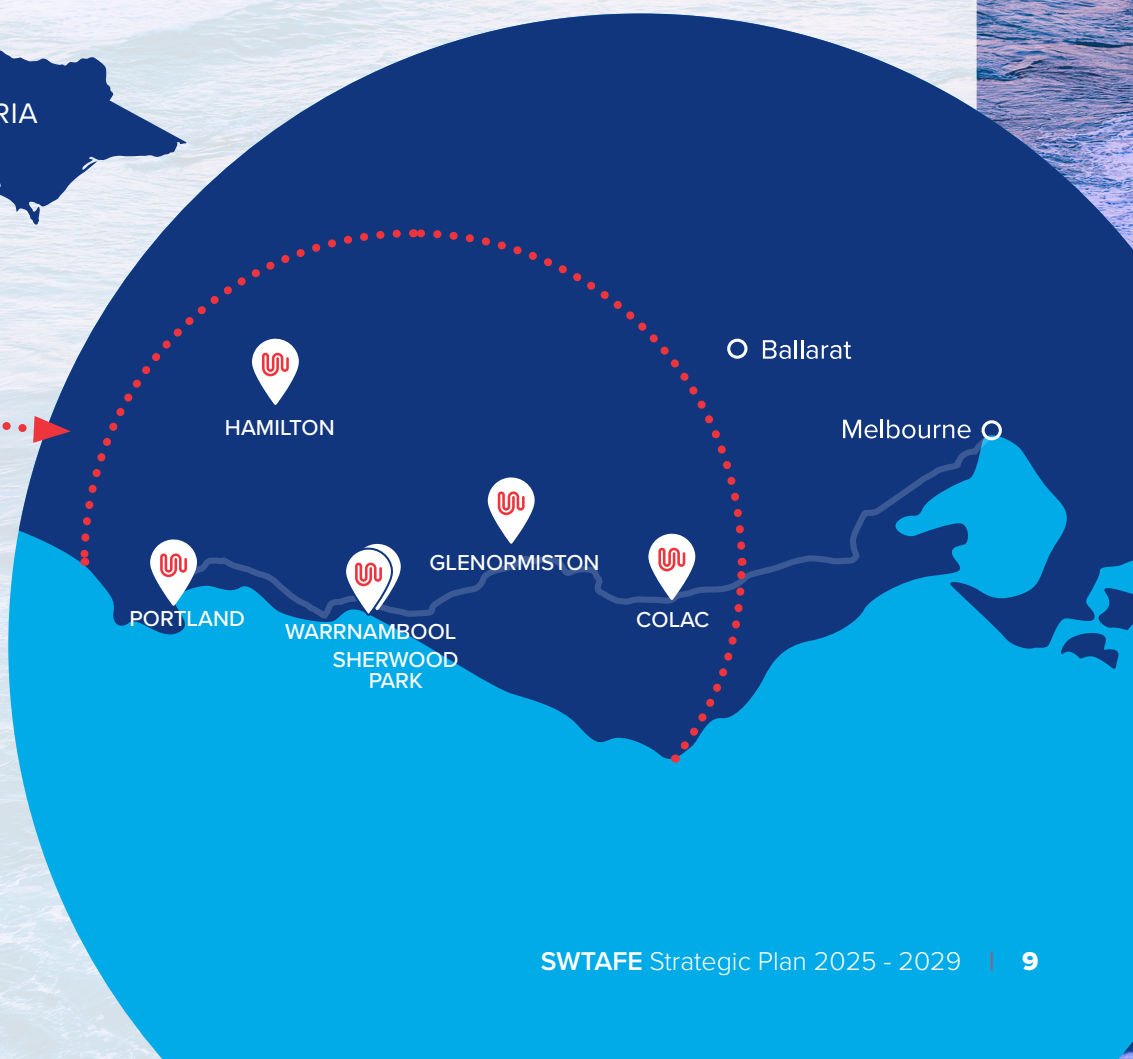 RIA
Ballarat
HAMILTON
Melbourne
GLENORMISTON
PORTLAND
COLAC
WARRNAMBOOL
SHERWOOD
PARK
SWTAFE Strategic Plan 2025 - 2029 | 9